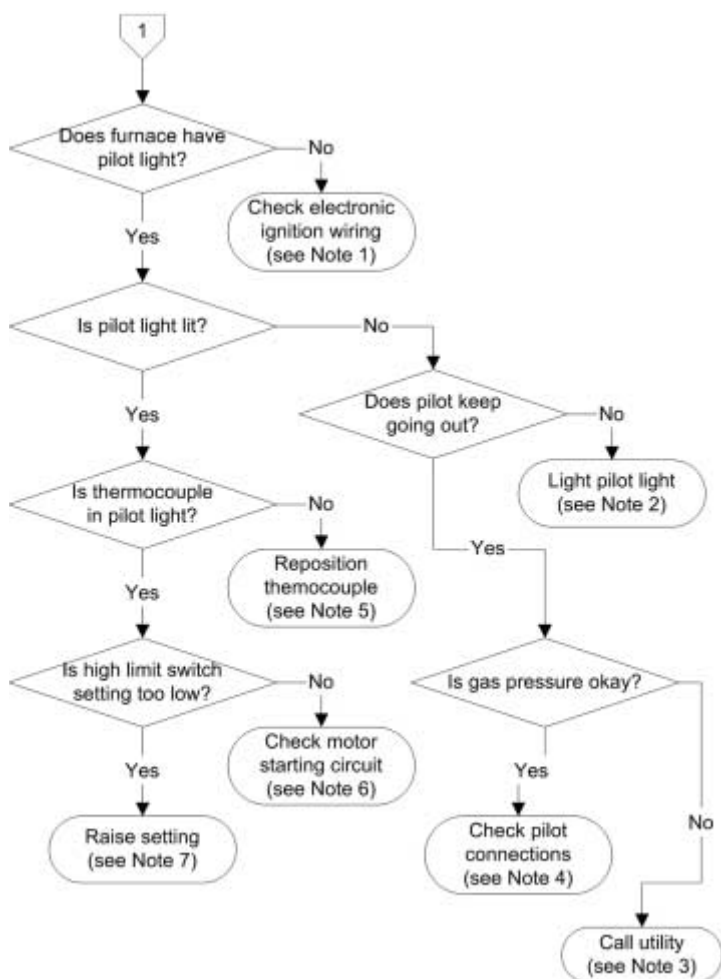 1
Does furnace have
pilot light?
No
Check electronic
ignition wiring
(see Note 1)
Yes
Is pilot light lit?
No
Does pilot keep
going out?
No
Light pilot light
(see Note 2)
Yes
Is thermocouple
in pilot light?
No
Reposition
themocouple
(see Note 5)
Yes
Yes
Is high limit switch
setting too low?
No
Check motor
starting circuit
(see Note 6)
Is gas pressure okay?
Yes
Raise setting
(see Note 7)
Yes
Check pilot
connections
(see Note 4)
No
Call utility
(see Note 3)